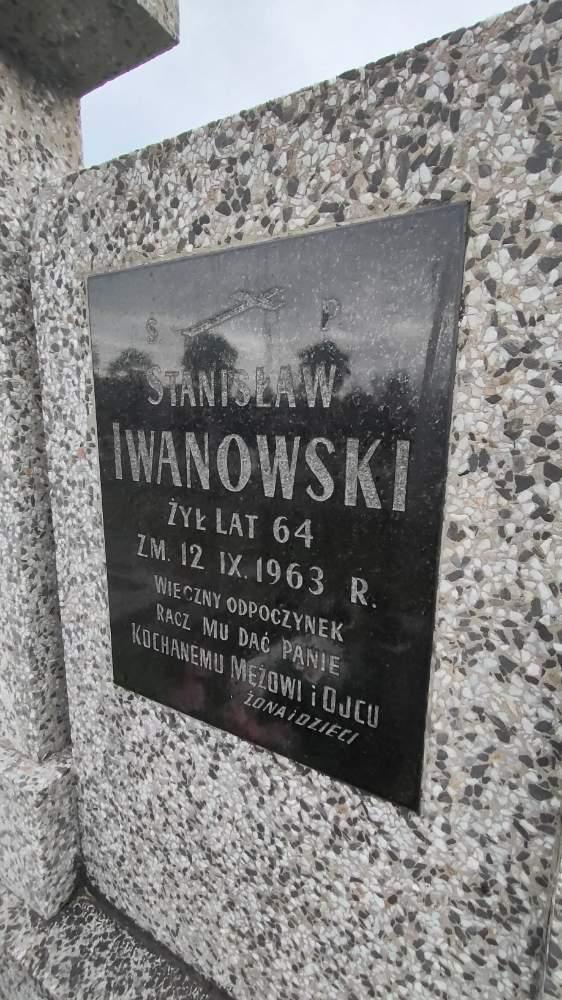 Ś P
STANISŁAW
IWANOWSKI
ŻYŁ LAT 64
ZM. 12 IX. 1963 R.
WIECZNY ODPOCZYNEK
RACZ MU DAĆ PANIE
KOCHANEMU MĘŻOWI i OJCU
ŻONA i DZIECI